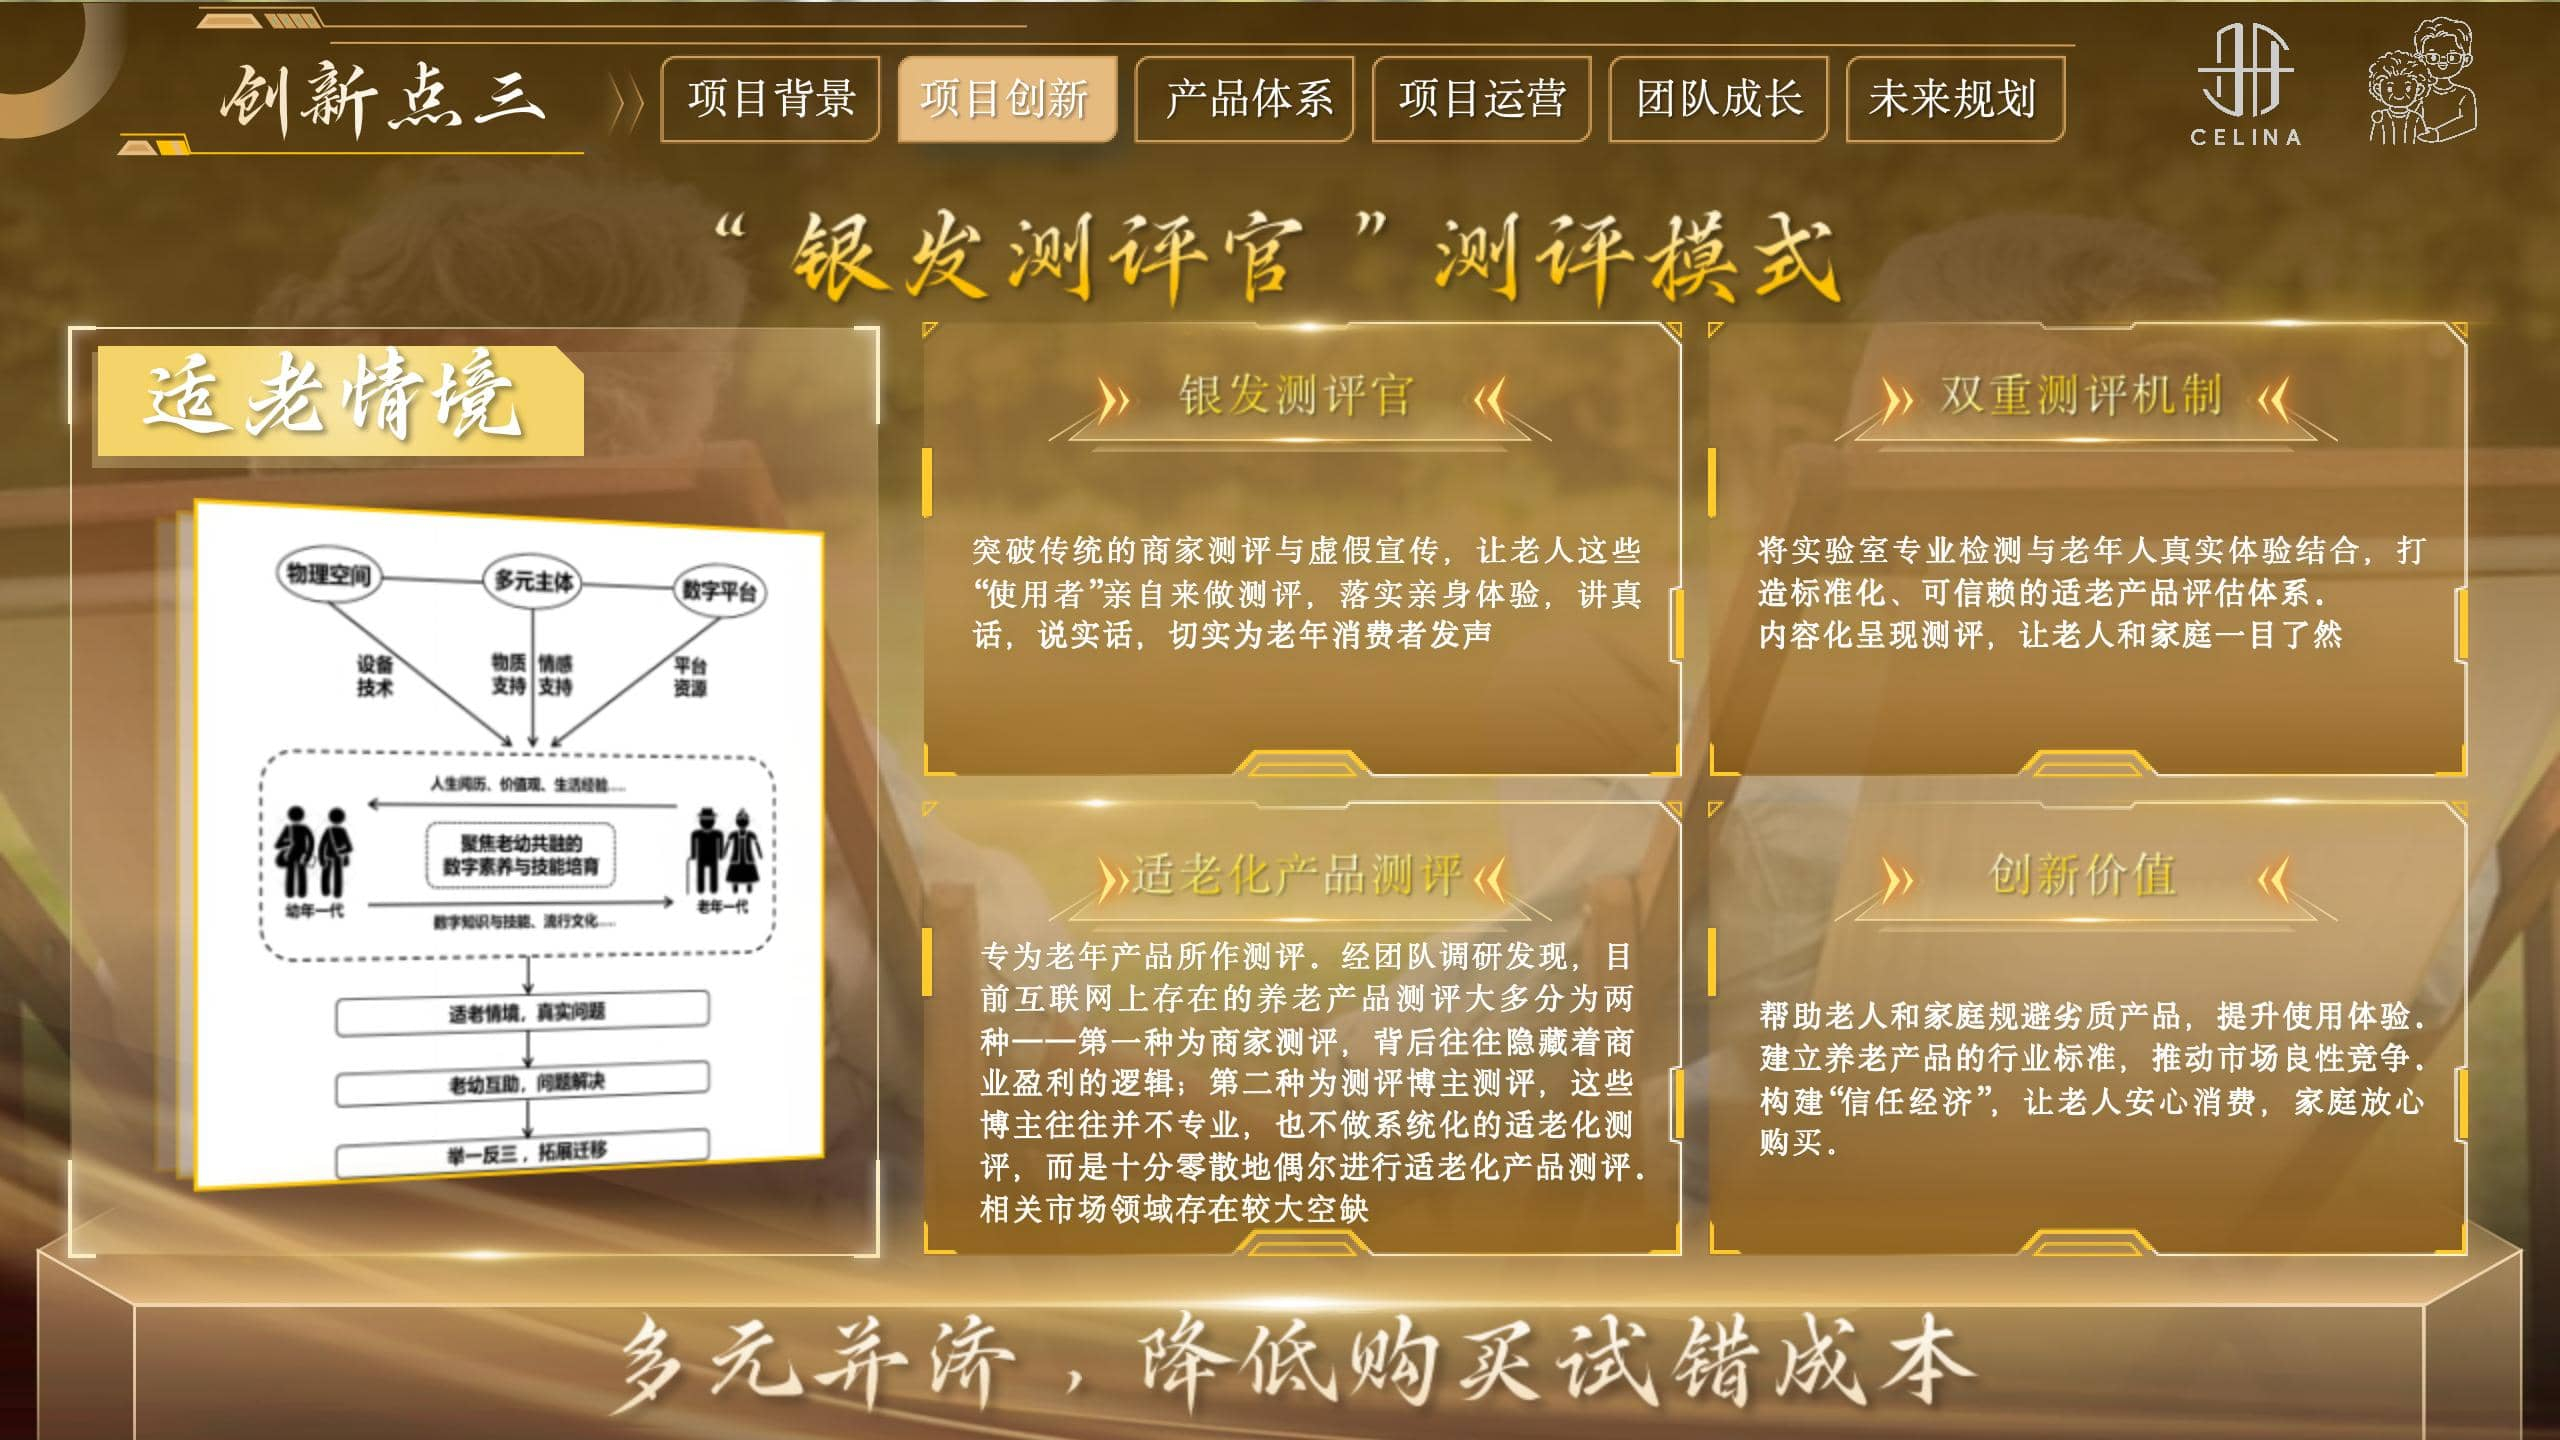 创新点三
项目背景
项目创新
产品体系
项目运营
团队成长
未来规划
CELINA
“银发测评官”测评模式
适老情境
物理空间
多元主体
数字平台
设备
技术
物质
支持
情感
支持
平台
资源
人生阅历、价值观、生活经验......
聚焦老幼共融的
数字素养与技能培育
幼年一代
老年一代
数字知识与技能、流行文化......
适老情境，真实问题
老幼互助，问题解决
举一反三，拓展迁移
银发测评官
突破传统的商家测评与虚假宣传，让老人这些
“使用者”亲自来做测评，落实亲身体验，讲真
话，说实话，切实为老年消费者发声
双重测评机制
将实验室专业检测与老年人真实体验结合，打
造标准化、可信赖的适老产品评估体系。
内容化呈现测评，让老人和家庭一目了然
适老化产品测评
专为老年产品所作测评。经团队调研发现，目
前互联网上存在的养老产品测评大多分为两
种——第一种为商家测评，背后往往隐藏着商
业盈利的逻辑；第二种为测评博主测评，这些
博主往往并不专业，也不做系统化的适老化测
评，而是十分零散地偶尔进行适老化产品测评。
相关市场领域存在较大空缺
创新价值
帮助老人和家庭规避劣质产品，提升使用体验。
建立养老产品的行业标准，推动市场良性竞争。
构建“信任经济”，让老人安心消费，家庭放心
购买。
多元并济，降低购买试错成本